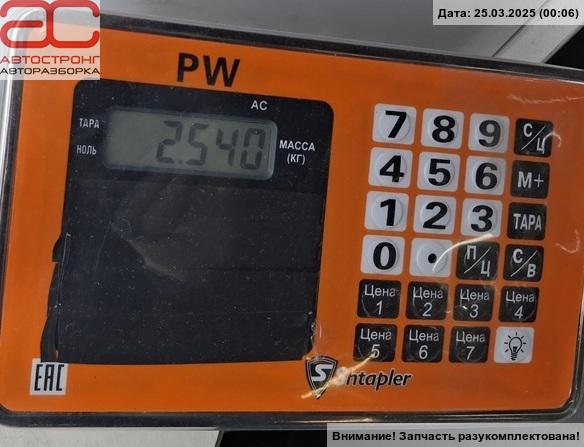 Дата: 25.03.2025 (00:06)
ас
АВТОСТРОНГ
АВТОРАЗБОРКА
PW
AC
ТАРА
НОЛЬ
2.540
МАССА
(КГ)
7 8 9 С/Ц
4 5 6 М+
1 2 3 ТАРА
0 . П/Ц С/В
Цена 1 Цена 2 Цена 3 Цена 4
Цена 5 Цена 6 Цена 7
ЕАС
Shtapler
Внимание! Запчасть разукомплектована!